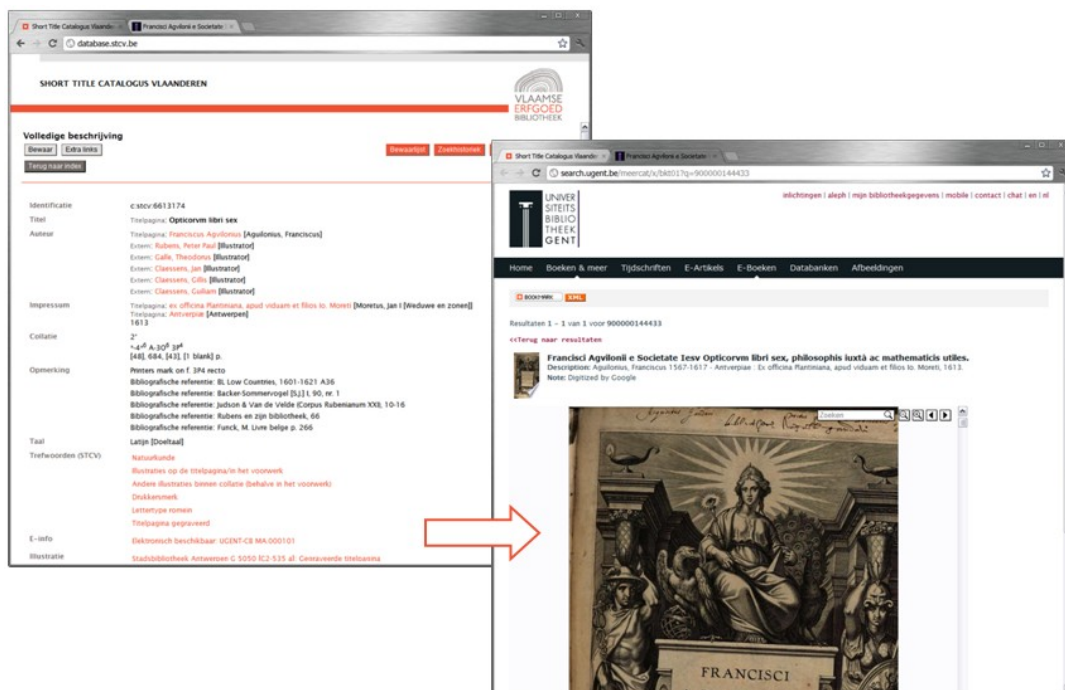 Short Title Catalogus Vlaander
Francisci Agvilonii e Societate
database.stcv.be
SHORT TITLE CATALOGUS VLAANDEREN
VLAAMSE
ERFGOED
BIBLIOTHEEK
Volledige beschrijving
Bewaar
Extra links
Bewaarlijst
Zoekhistoriek
Terug naar index
Identificatie c:stcv:6613174
Titel Titelpagina: Opticorvm libri sex
Auteur Titelpagina: Franciscus Agvilonius [Aguilonius, Franciscus]
Extern: Rubens, Peter Paul [Illustrator]
Extern: Galle, Theodorus [Illustrator]
Extern: Claessens, Jan [Illustrator]
Extern: Claessens, Gillis [Illustrator]
Extern: Claessens, Guiliam [Illustrator]
Impressum Titelpagina: ex officina Plantiniana, apud viduam et filios Io. Moreti [Moretus, Jan I [Weduwe en zonen]]
Titelpagina: Antverpiæ [Antwerpen]
1613
Collatie 2°
*-4*⁶ A-3O⁶ 3P⁴
[48], 684, [43], [1 blank] p.
Opmerking Printers mark on f. 3P4 recto
Bibliografische referentie: BL Low Countries, 1601-1621 A36
Bibliografische referentie: Backer-Sommervogel [S.J.] I, 90, nr. 1
Bibliografische referentie: Judson & Van de Velde (Corpus Rubenianum XXI), 10-16
Bibliografische referentie: Rubens en zijn bibliotheek, 66
Bibliografische referentie: Funck, M. Livre belge p. 266
Taal Latijn [Doeltaal]
Trefwoorden (STCV) Natuurkunde
Illustraties op de titelpagina/in het voorwerk
Andere illustraties binnen collatie (behalve in het voorwerk)
Drukkersmerk
Lettertype romein
Titelpagina gegraveerd
E-info Elektronisch beschikbaar: UGENT-CB MA.000101
Illustratie Stadsbibliotheek Antwerpen G 5050 [C2-535 a]: Gegraveerde titelpagina
Short Title Catalogus Vlaander
Francisci Agvilonii e Societate
search.ugent.be/meercat/x/bkt01?q=900000144433
UNIVER
SITEITS
BIBLIO
THEEK
GENT
inlichtingen | aleph | mijn bibliotheekgegevens | mobile | contact | chat | en | nl
Home Boeken & meer Tijdschriften E-Artikels E-Boeken Databanken Afbeeldingen
BOOKMARK XML
Resultaten 1 - 1 van 1 voor 900000144433
<<Terug naar resultaten
Francisci Agvilonii e Societate Iesv Opticorvm libri sex, philosophis iuxtà ac mathematicis utiles.
Description: Aguilonius, Franciscus 1567-1617 - Antverpiae : Ex officina Plantiniana, apud viduam et filios Io. Moreti, 1613.
Note: Digitized by Google
Zoeken
FRANCISCI